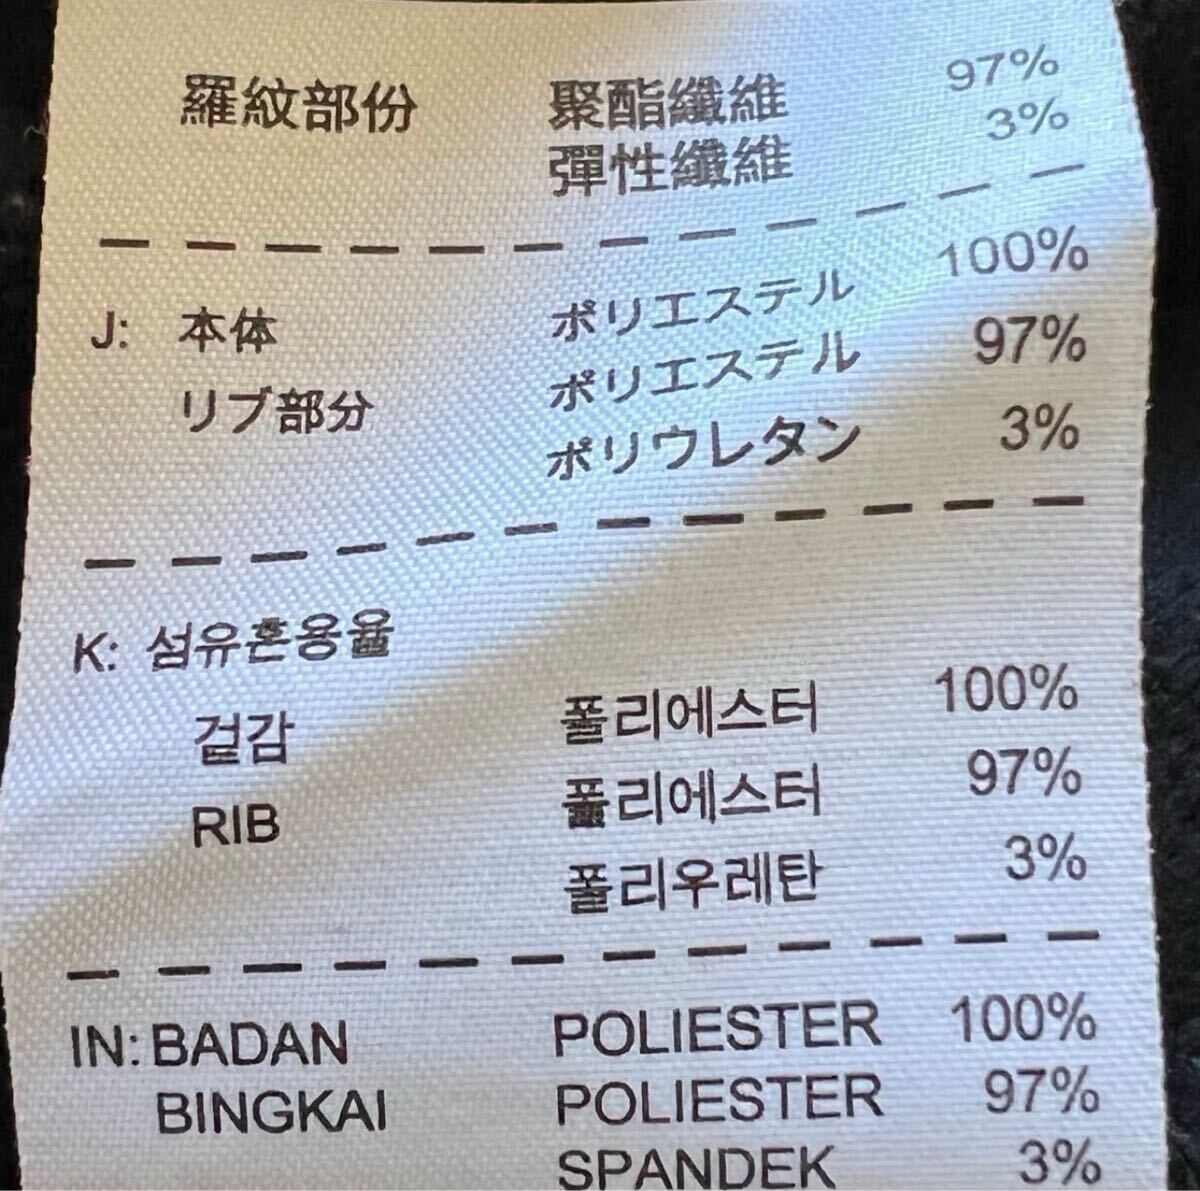 羅紋部份 聚酯纖維 97%
彈性纖維 3%
J: 本体 ポリエステル 100%
リブ部分 ポリエステル 97%
ポリウレタン 3%
K: 섬유혼용율
겉감 폴리에스터 100%
RIB 폴리에스터 97%
폴리우레탄 3%
IN: BADAN POLIESTER 100%
BINGKAI POLIESTER 97%
SPANDEK 3%